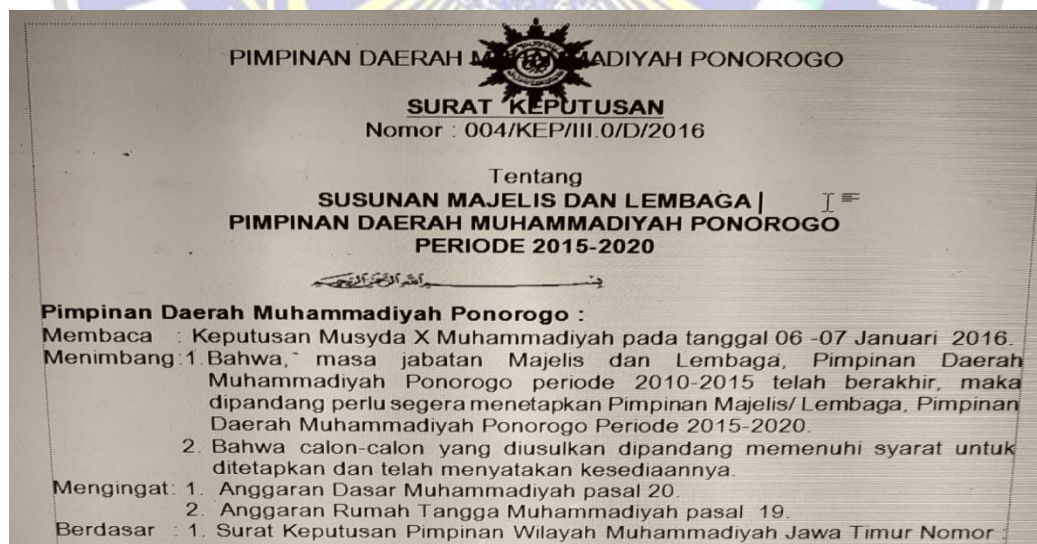 PIMPINAN DAERAH MUHAMMADIYAH PONOROGO
SURAT KEPUTUSAN
Nomor : 004/KEP/III.0/D/2016
Tentang
SUSUNAN MAJELIS DAN LEMBAGA
PIMPINAN DAERAH MUHAMMADIYAH PONOROGO
PERIODE 2015-2020
بسم الله الرحمن الرحيم
Pimpinan Daerah Muhammadiyah Ponorogo :
Membaca : Keputusan Musyda X Muhammadiyah pada tanggal 06 -07 Januari 2016.
Menimbang: 1. Bahwa, masa jabatan Majelis dan Lembaga, Pimpinan Daerah
Muhammadiyah Ponorogo periode 2010-2015 telah berakhir, maka
dipandang perlu segera menetapkan Pimpinan Majelis/ Lembaga, Pimpinan
Daerah Muhammadiyah Ponorogo Periode 2015-2020.
2. Bahwa calon-calon yang diusulkan dipandang memenuhi syarat untuk
ditetapkan dan telah menyatakan kesediaannya.
Mengingat: 1. Anggaran Dasar Muhammadiyah pasal 20.
2. Anggaran Rumah Tangga Muhammadiyah pasal 19.
Berdasar : 1. Surat Keputusan Pimpinan Wilayah Muhammadiyah Jawa Timur Nomor :